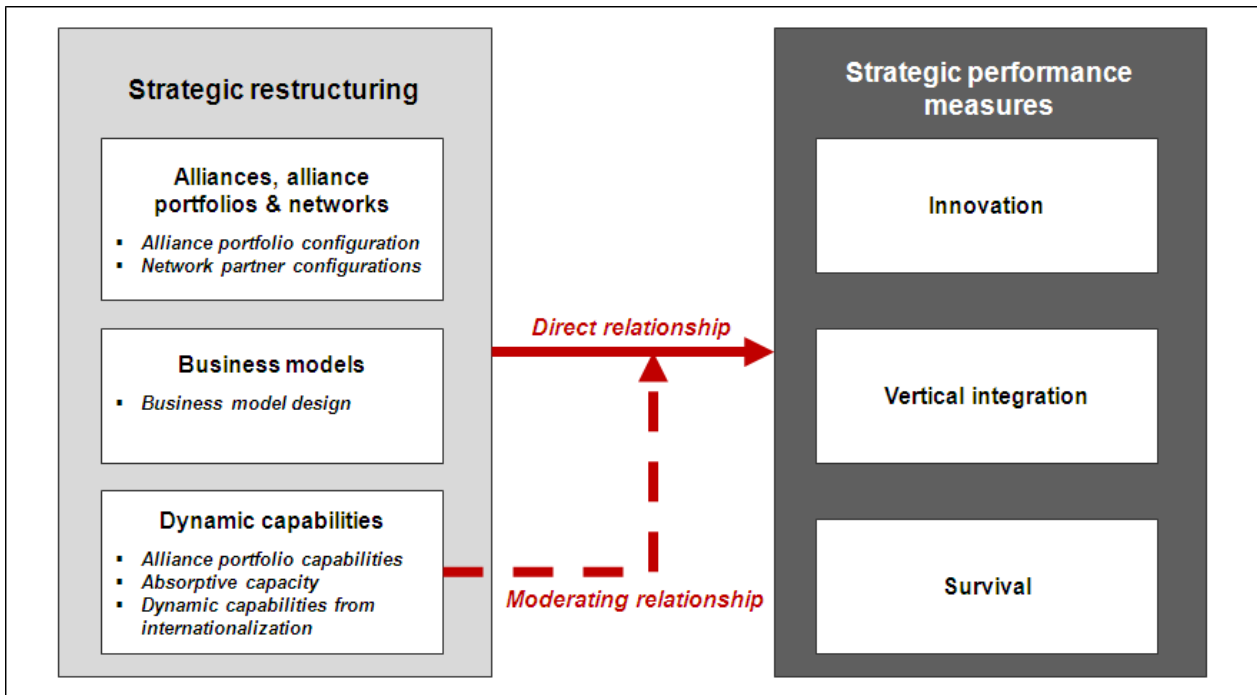 Strategic restructuring
Alliances, alliance
portfolios & networks
▪ Alliance portfolio configuration
▪ Network partner configurations
Business models
▪ Business model design
Dynamic capabilities
▪ Alliance portfolio capabilities
▪ Absorptive capacity
▪ Dynamic capabilities from
internationalization
Direct relationship
Moderating relationship
Strategic performance
measures
Innovation
Vertical integration
Survival